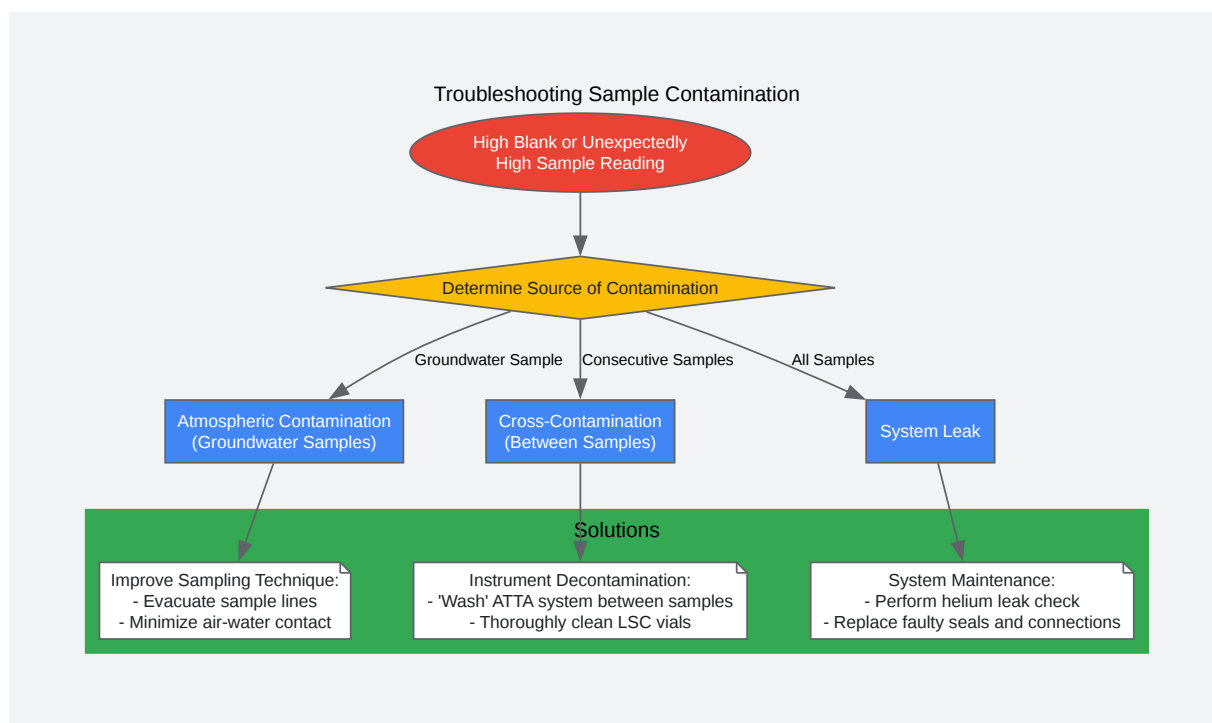 Troubleshooting Sample Contamination
High Blank or Unexpectedly
High Sample Reading
Determine Source of Contamination
Groundwater Sample
Consecutive Samples
All Samples
Atmospheric Contamination
(Groundwater Samples)
Cross-Contamination
(Between Samples)
System Leak
Solutions
Improve Sampling Technique:
- Evacuate sample lines
- Minimize air-water contact
Instrument Decontamination:
- 'Wash' ATTA system between samples
- Thoroughly clean LSC vials
System Maintenance:
- Perform helium leak check
- Replace faulty seals and connections